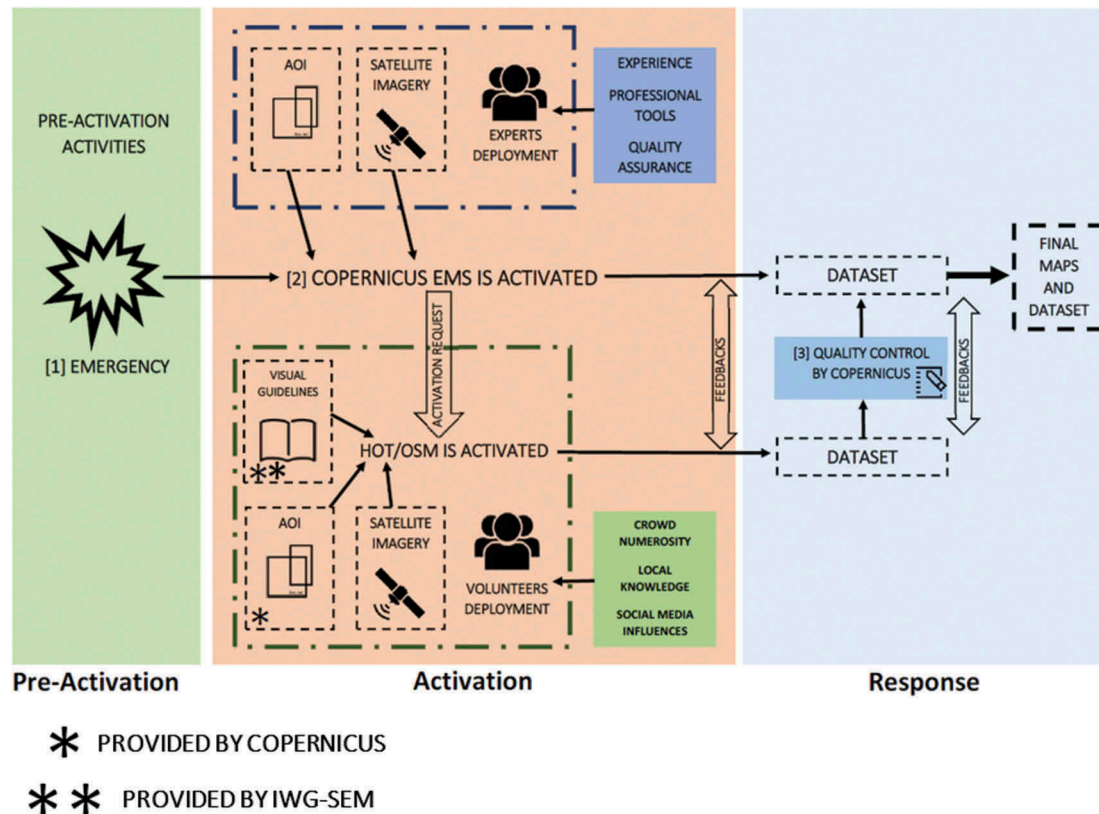 PRE-ACTIVATION
ACTIVITIES
[1] EMERGENCY
AOI
SATELLITE
IMAGERY
EXPERTS
DEPLOYMENT
EXPERIENCE
PROFESSIONAL
TOOLS
QUALITY
ASSURANCE
[2] COPERNICUS EMS IS ACTIVATED
ACTIVATION REQUEST
VISUAL
GUIDELINES
**
HOT/OSM IS ACTIVATED
AOI
*
SATELLITE
IMAGERY
VOLUNTEERS
DEPLOYMENT
CROWD
NUMEROSITY
LOCAL
KNOWLEDGE
SOCIAL MEDIA
INFLUENCES
FEEDBACKS
DATASET
[3] QUALITY CONTROL
BY COPERNICUS
DATASET
FEEDBACKS
FINAL
MAPS
AND
DATASET
Pre-Activation
Activation
Response
* PROVIDED BY COPERNICUS
* * PROVIDED BY IWG-SEM